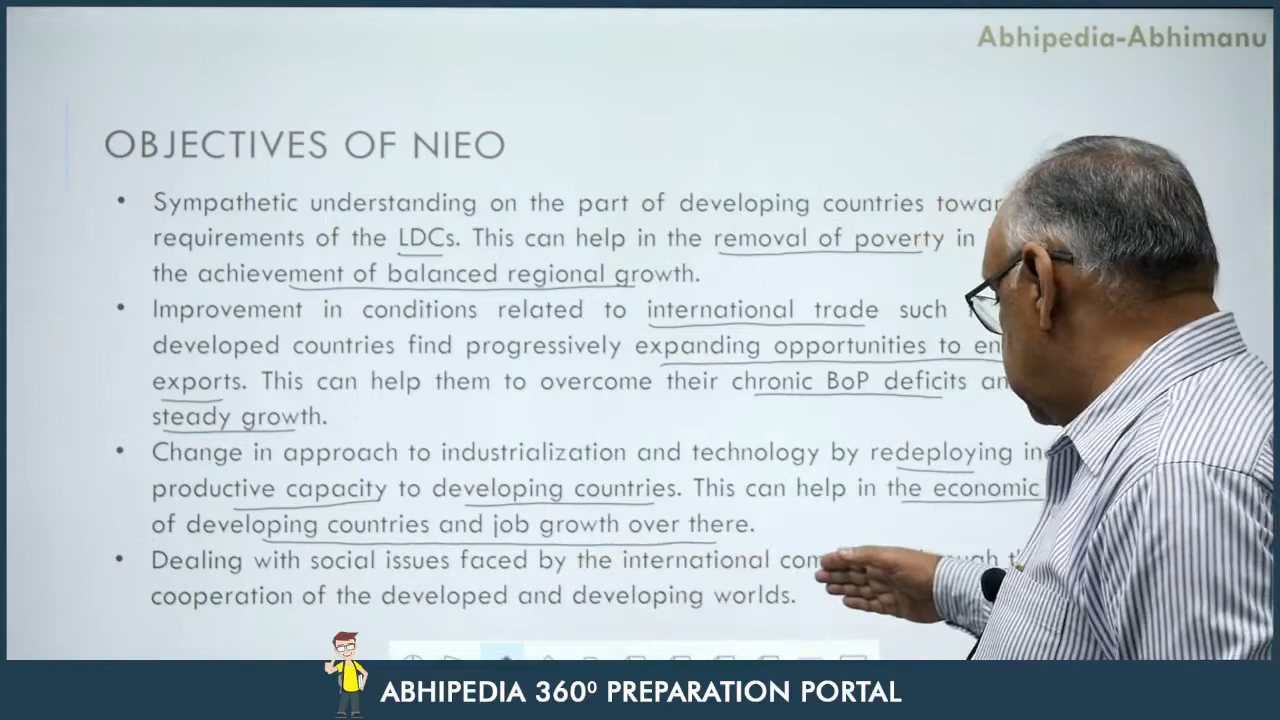 Abhipedia-Abhimanu
OBJECTIVES OF NIEO
• Sympathetic understanding on the part of developing countries
requirements of the LDCs. This can help in the removal of poverty in
the achievement of balanced regional growth.
• Improvement in conditions related to international trade such
developed countries find progressively expanding opportunities to
exports. This can help them to overcome their chronic BoP deficits
steady growth.
• Change in approach to industrialization and technology by redeploying
productive capacity to developing countries. This can help in the economic
of developing countries and job growth over there.
• Dealing with social issues faced by the international
cooperation of the developed and developing worlds.
ABHIPEDIA 360⁰ PREPARATION PORTAL